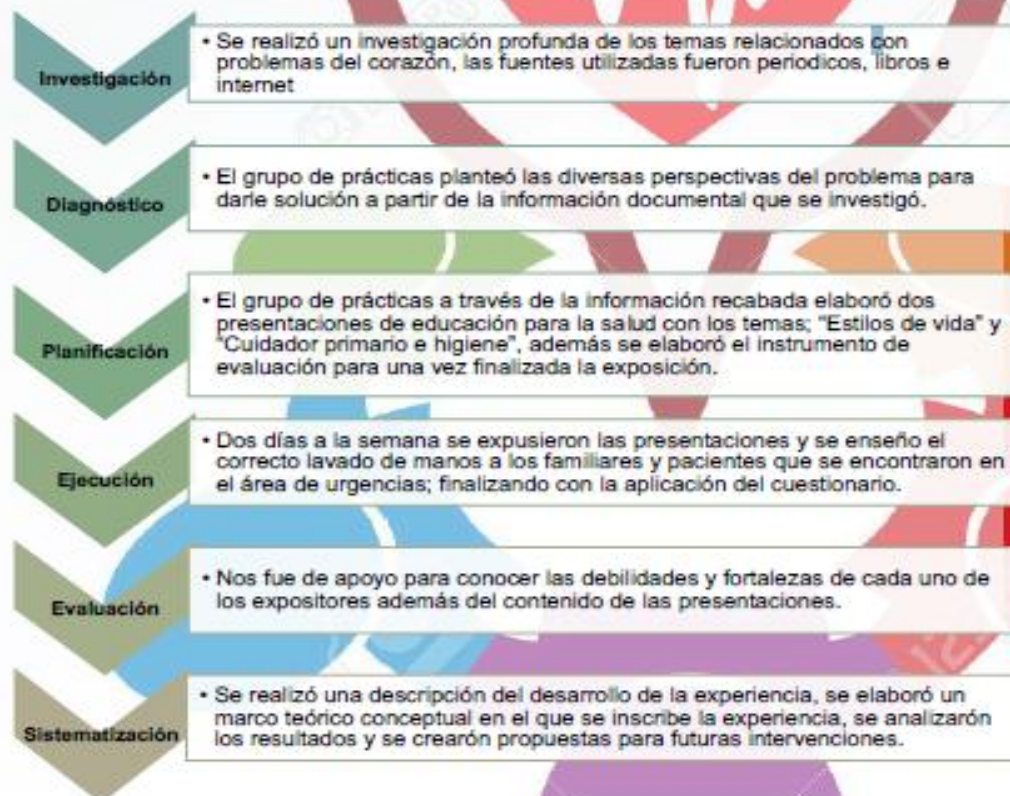 Investigación
• Se realizó un investigación profunda de los temas relacionados con
problemas del corazón, las fuentes utilizadas fueron periodicos, libros e
internet
Diagnóstico
• El grupo de prácticas planteó las diversas perspectivas del problema para
darle solución a partir de la información documental que se investigó.
Planificación
• El grupo de prácticas a través de la información recabada elaboró dos
presentaciones de educación para la salud con los temas; "Estilos de vida" y
"Cuidador primario e higiene", además se elaboró el instrumento de
evaluación para una vez finalizada la exposición.
Ejecución
• Dos días a la semana se expusieron las presentaciones y se enseño el
correcto lavado de manos a los familiares y pacientes que se encontraron en
el área de urgencias; finalizando con la aplicación del cuestionario.
Evaluación
• Nos fue de apoyo para conocer las debilidades y fortalezas de cada uno de
los expositores además del contenido de las presentaciones.
Sistematización
• Se realizó una descripción del desarrollo de la experiencia, se elaboró un
marco teórico conceptual en el que se inscribe la experiencia, se analizarón
los resultados y se crearón propuestas para futuras intervenciones.